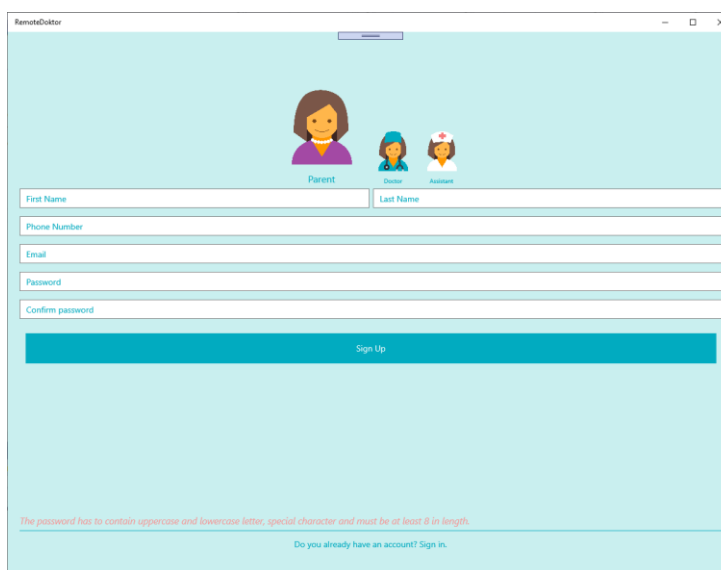 RemoteDoktor
Parent
Doctor
Assistant
First Name
Last Name
Phone Number
Email
Password
Confirm password
Sign Up
The password has to contain uppercase and lowercase letter, special character and must be at least 8 in length.
Do you already have an account? Sign in.